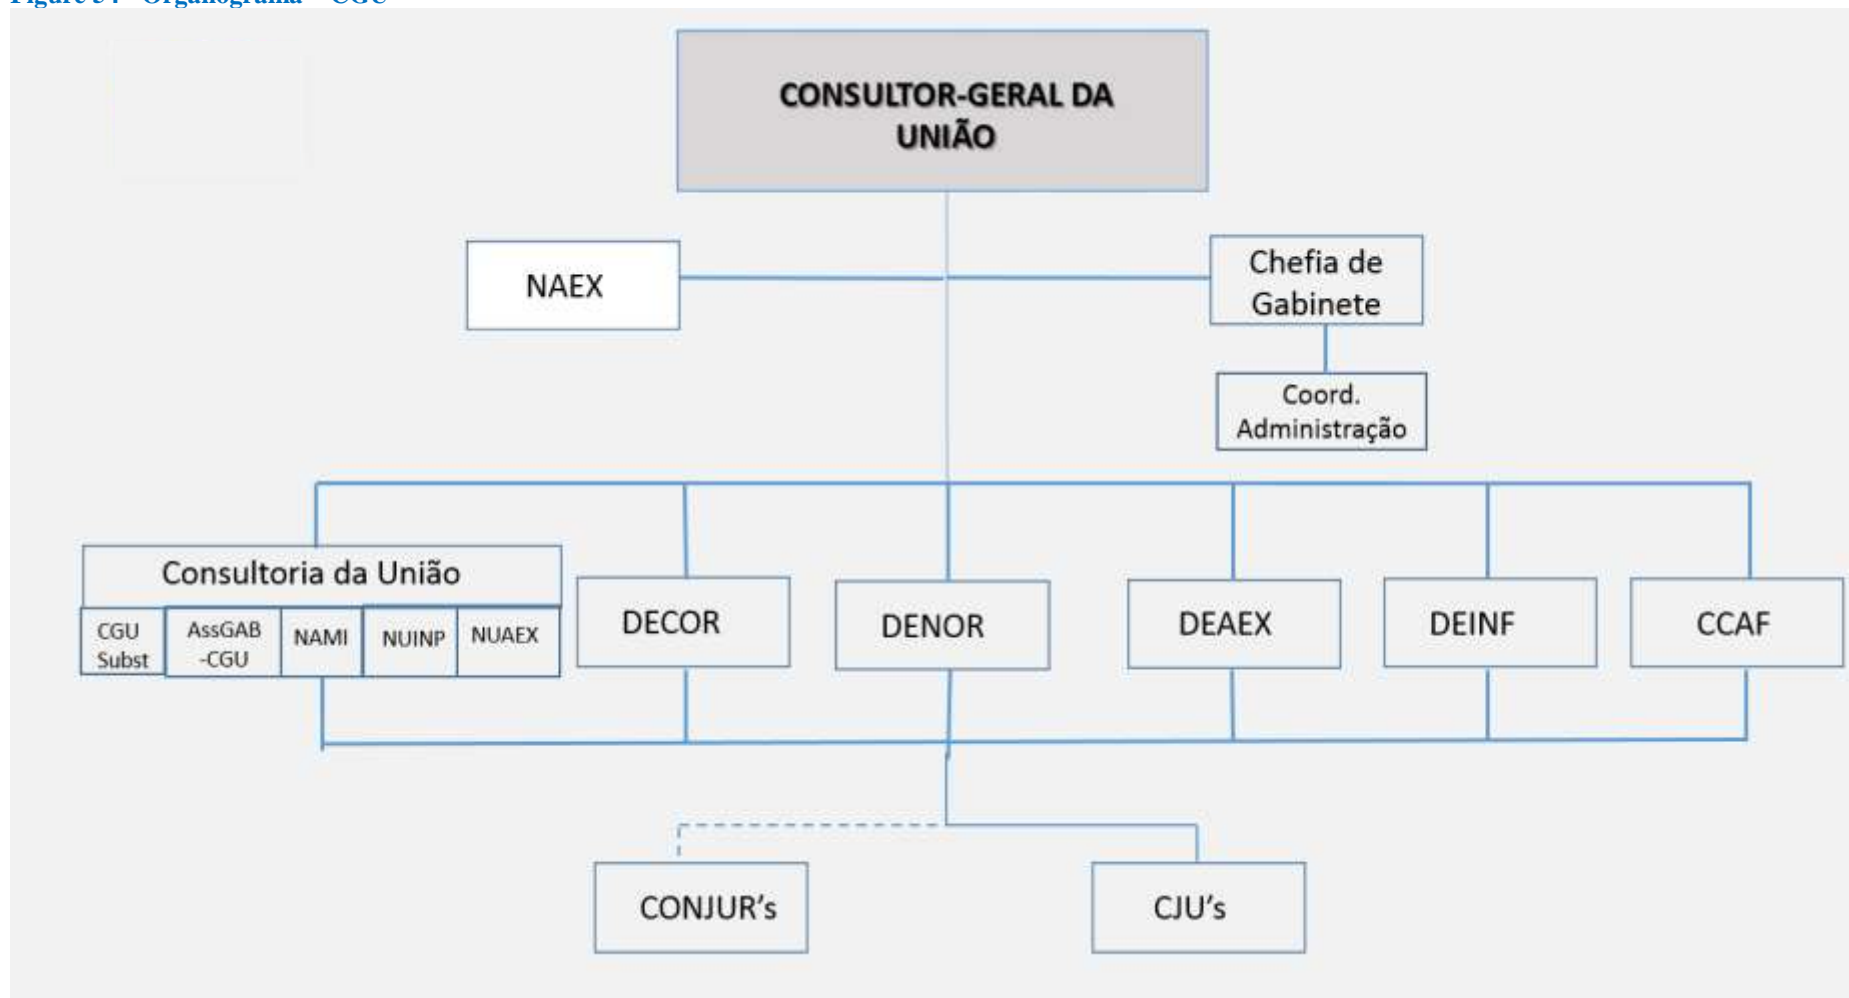 CONSULTOR-GERAL DA
UNIÃO
NAEX
Chefia de
Gabinete
Coord.
Administração
Consultoria da União
CGU
Subst
AssGAB
-CGU
NAMI
NUINP
NUAEX
DECOR
DENOR
DEAEX
DEINF
CCAF
CONJUR’s
CJU’s